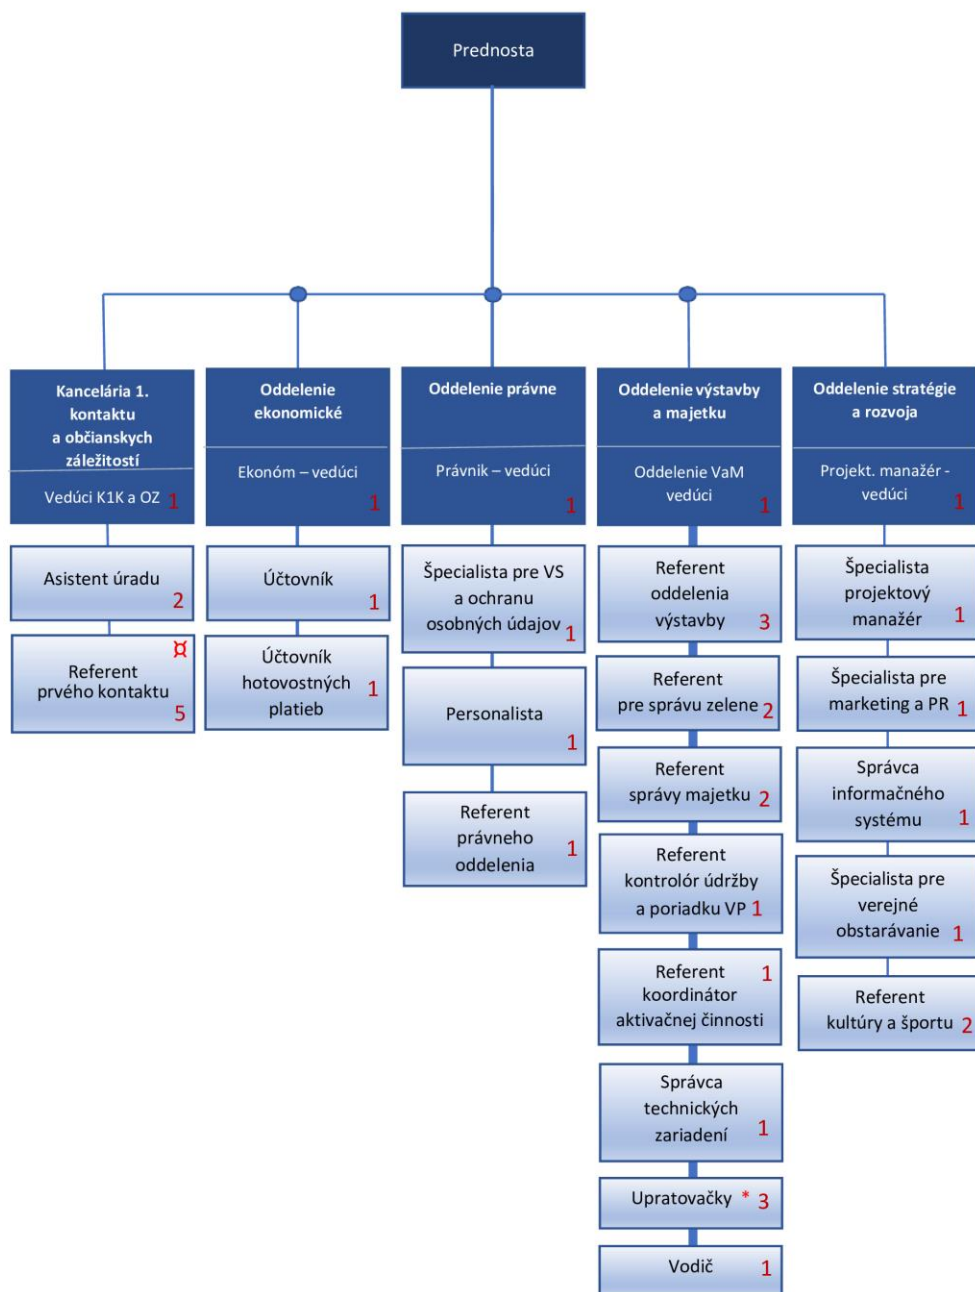 Prednosta
Kancelária 1.
kontaktu
a občianskych
záležitostí
Vedúci K1K a OZ 1
Asistent úradu
2
¤
Referent
prvého kontaktu
5
Oddelenie
ekonomické
Ekonóm – vedúci
1
Účtovník
1
Účtovník
hotovostných
platieb
1
Oddelenie právne
Právnik – vedúci
1
Špecialista pre VS
a ochranu
osobných údajov
1
Personalista
1
Referent
právneho
oddelenia
1
Oddelenie výstavby
a majetku
Oddelenie VaM
vedúci
1
Referent
oddelenia
výstavby
3
Referent
pre správu zelene
2
Referent
správy majetku
2
Referent
kontrolór údržby
a poriadku VP 1
Referent
koordinátor
aktivačnej činnosti
1
Správca
technických
zariadení
1
Upratovačky * 3
Vodič 1
Oddelenie stratégie
a rozvoja
Projekt. manažér -
vedúci
1
Špecialista
projektový
manažér
1
Špecialista pre
marketing a PR
1
Správca
informačného
systému
1
Špecialista pre
verejné
obstarávanie
1
Referent
kultúry a športu
2